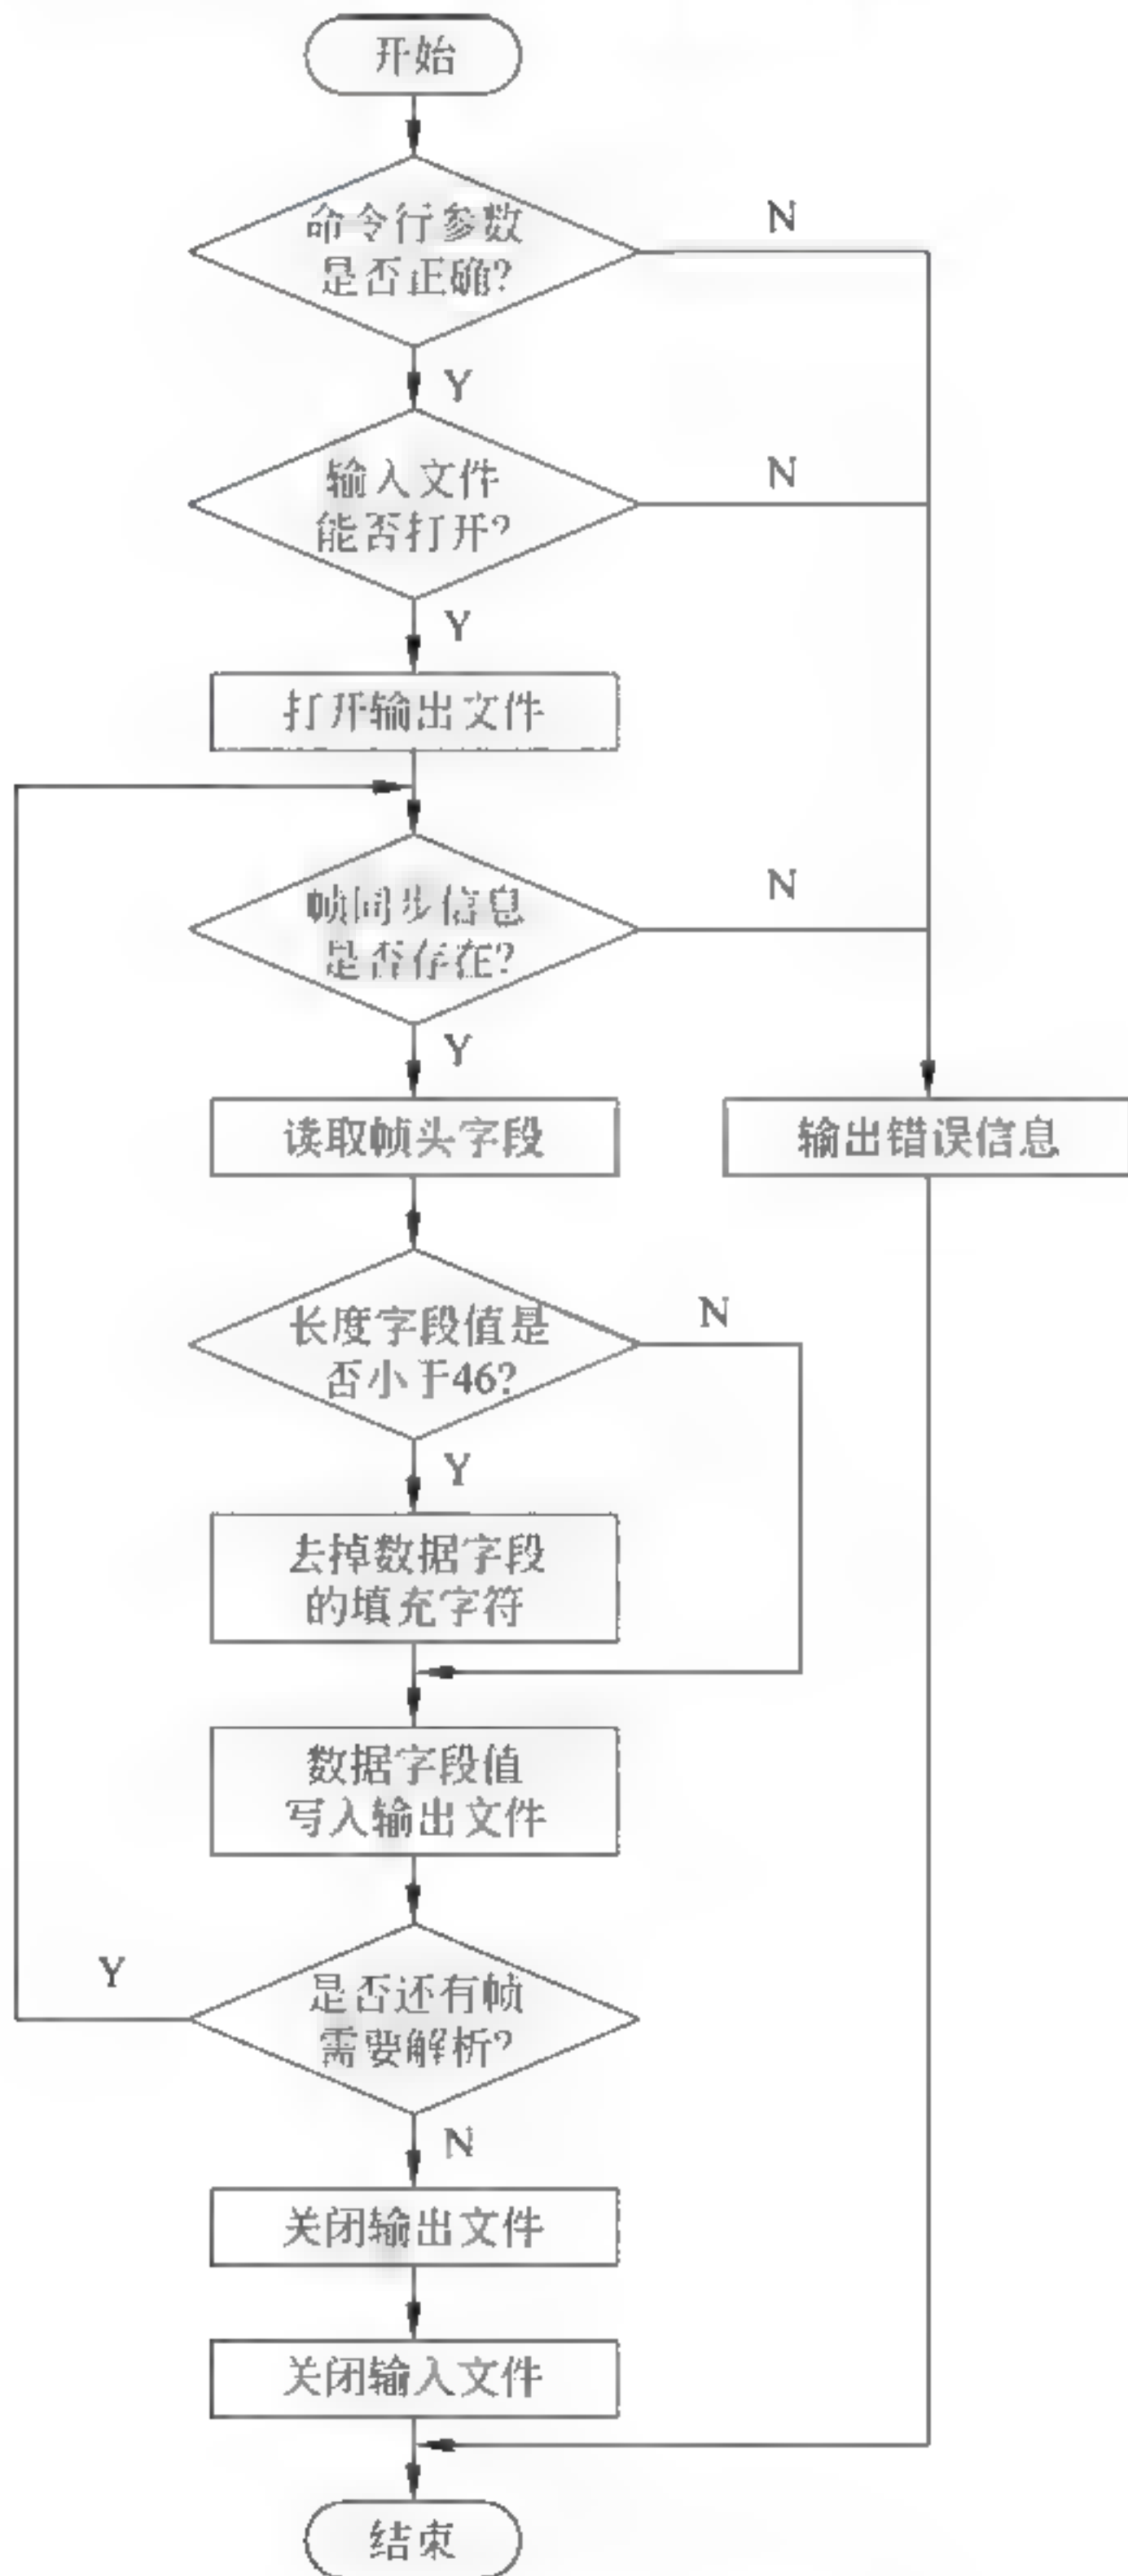 开始
命令行参数
是否正确?
N
Y
输入文件
能否打开?
N
Y
打开输出文件
帧同步信息
是否存在?
N
Y
读取帧头字段
输出错误信息
长度字段值是
否小于46?
N
Y
去掉数据字段
的填充字符
数据字段值
写入输出文件
是否还有帧
需要解析?
Y
N
关闭输出文件
关闭输入文件
结束